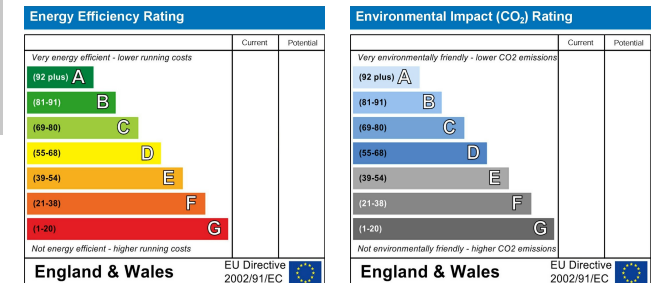 Energy Efficiency Rating
Current Potential
Very energy efficient - lower running costs
(92 plus) A
(81-91) B
(69-80) C
(55-68) D
(39-54) E
(21-38) F
(1-20) G
Not energy efficient - higher running costs
England & Wales
EU Directive
2002/91/EC
Environmental Impact (CO₂) Rating
Current Potential
Very environmentally friendly - lower CO2 emissions
(92 plus) A
(81-91) B
(69-80) C
(55-68) D
(39-54) E
(21-38) F
(1-20) G
Not environmentally friendly - higher CO2 emissions
England & Wales
EU Directive
2002/91/EC